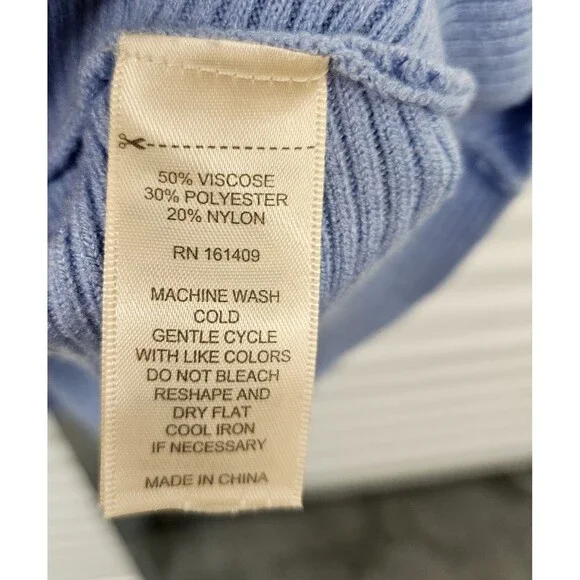 50% VISCOSE
30% POLYESTER
20% NYLON
RN 161409
MACHINE WASH
COLD
GENTLE CYCLE
WITH LIKE COLORS
DO NOT BLEACH
RESHAPE AND
DRY FLAT
COOL IRON
IF NECESSARY
MADE IN CHINA